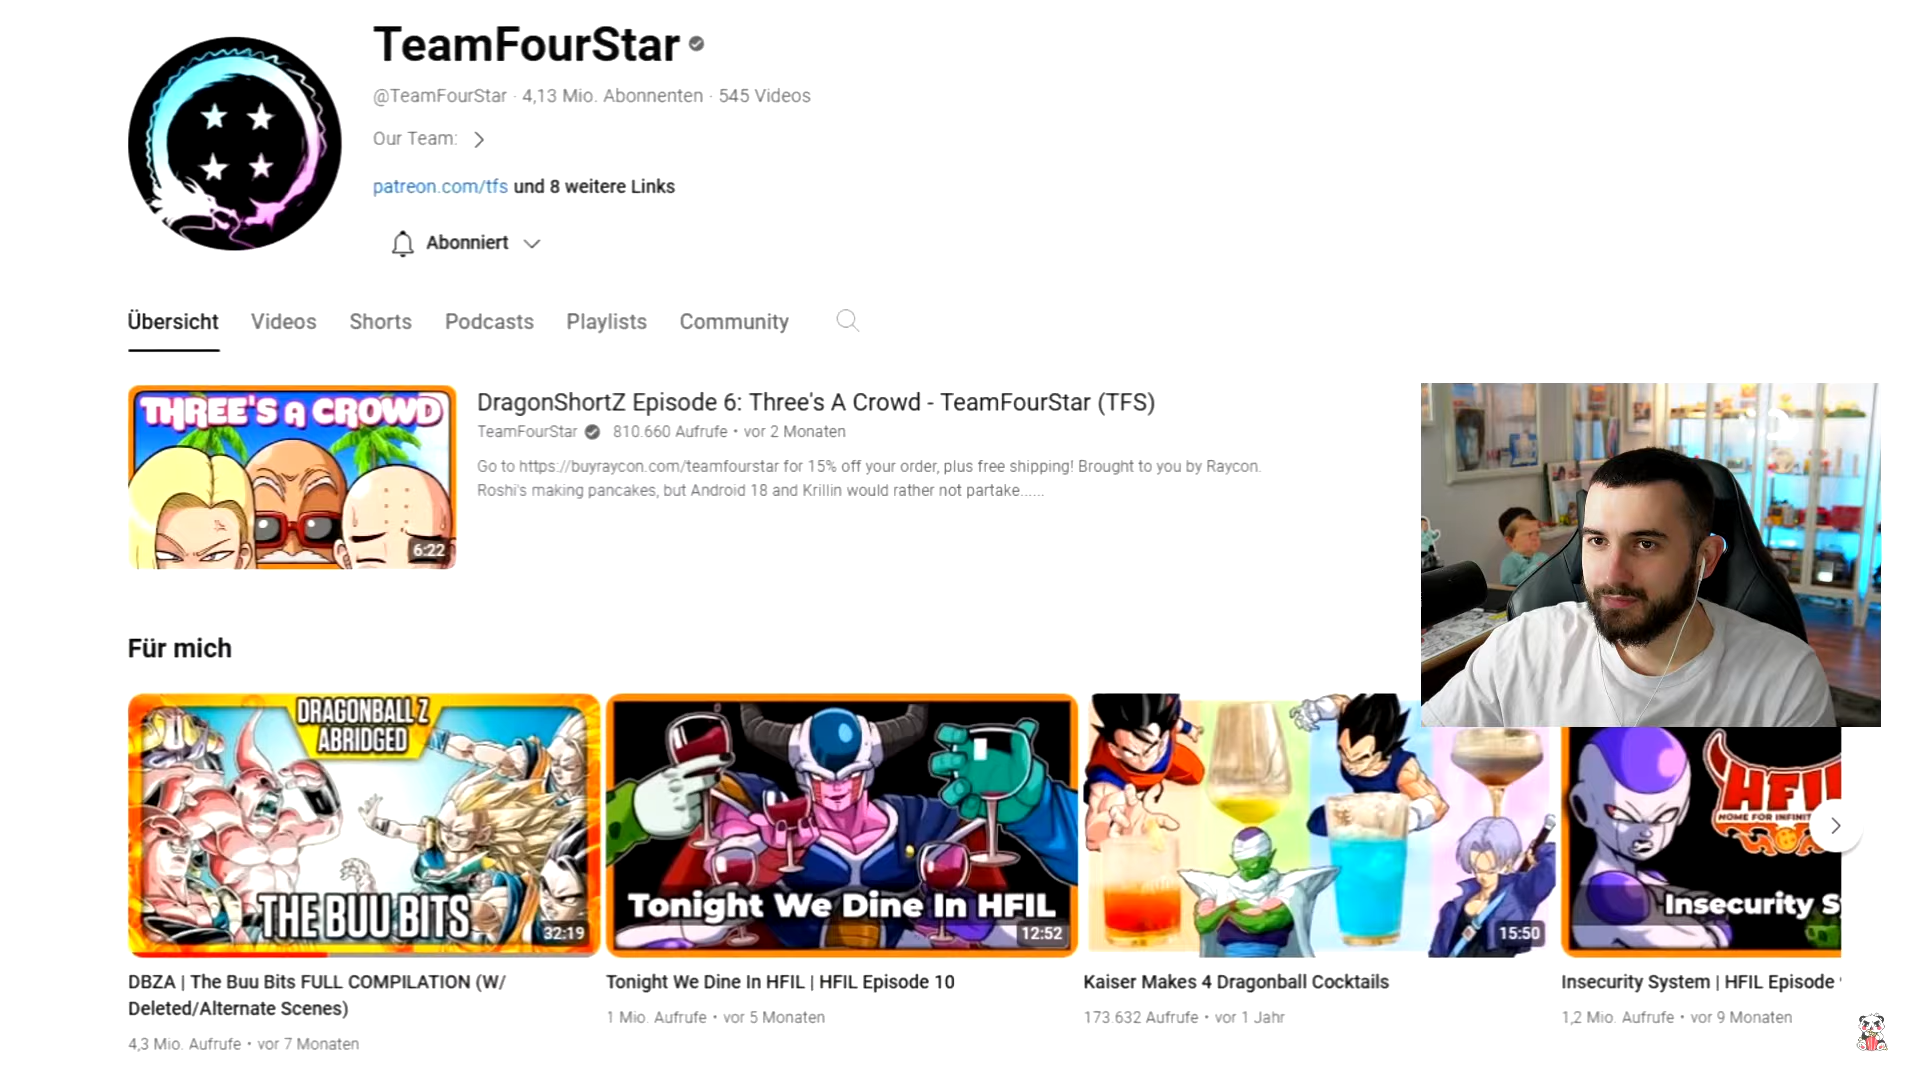 TeamFourStar
@TeamFourStar · 4,13 Mio. Abonnenten · 545 Videos
Our Team:
patreon.com/tfs und 8 weitere Links
Abonniert
Übersicht Videos Shorts Podcasts Playlists Community
THREE'S A CROWD
6:22
DragonShortZ Episode 6: Three's A Crowd - TeamFourStar (TFS)
TeamFourStar 810.660 Aufrufe • vor 2 Monaten
Go to https://buyraycon.com/teamfourstar for 15% off your order, plus free shipping! Brought to you by Raycon.
Roshi's making pancakes, but Android 18 and Krillin would rather not partake......
Für mich
DRAGONBALL Z
ABRIDGED
THE BUU BITS
32:19
Tonight We Dine In HFIL
12:52
15:50
HFIL
HOME FOR INFINIT
Insecurity S
DBZA | The Buu Bits FULL COMPILATION (W/
Deleted/Alternate Scenes)
4,3 Mio. Aufrufe • vor 7 Monaten
Tonight We Dine In HFIL | HFIL Episode 10
1 Mio. Aufrufe • vor 5 Monaten
Kaiser Makes 4 Dragonball Cocktails
173.632 Aufrufe • vor 1 Jahr
Insecurity System | HFIL Episode
1,2 Mio. Aufrufe • vor 9 Monaten